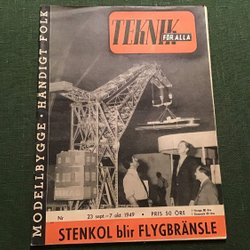 MODELLBYGGE · HÄNDIGT FOLK
TEKNIK
FÖR ALLA
Nr
23 sept.-7 okt 1949 · PRIS 50 ÖRE
STENKOL blir FLYGBRÄNSLE